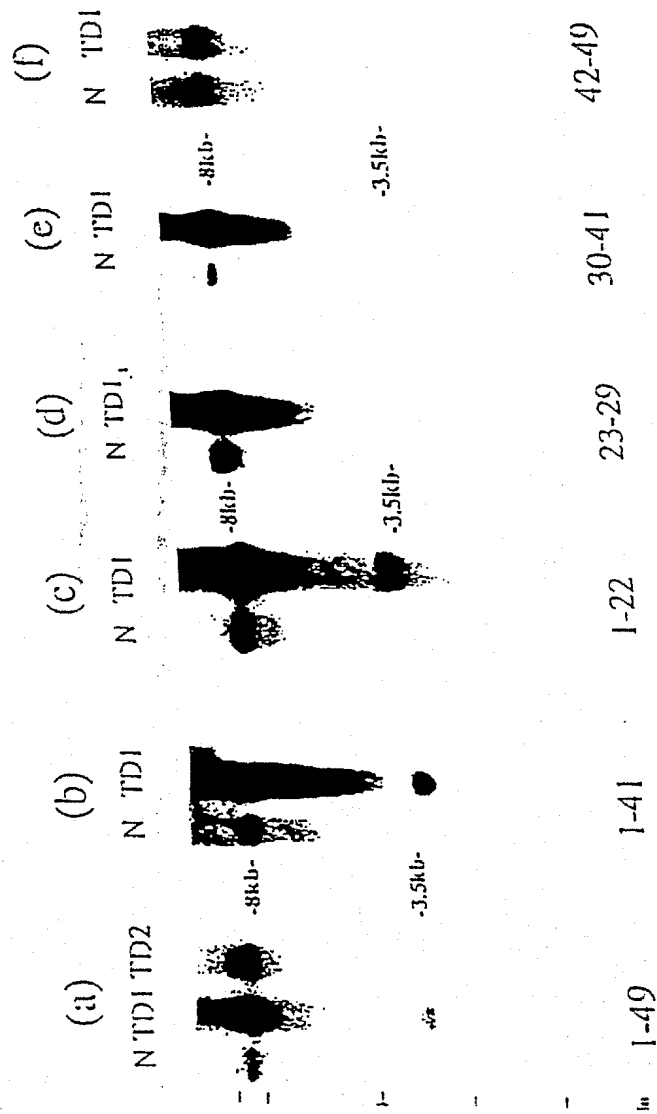 (a) (b) (c) (d) (e) (f)
N TD1 TD2 N TD1 N TD1 N TD1 N TD1 N TD1
-8kb- -8kb- -8kb-
-3.5kb- -3.5kb- -3.5kb-
1-49 1-41 1-22 23-29 30-41 42-49